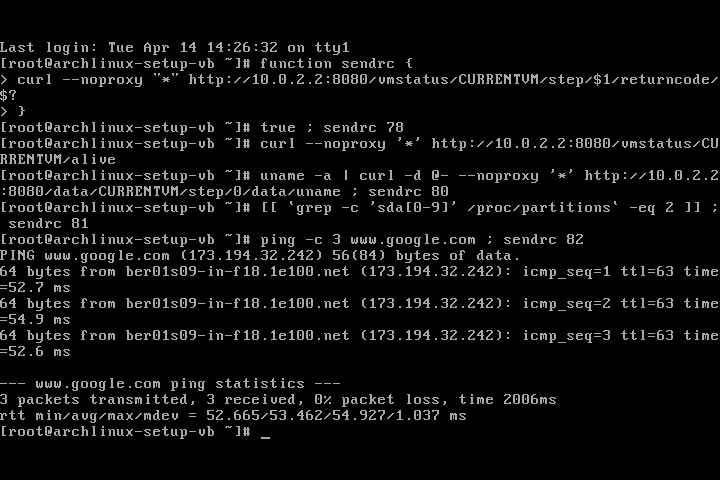 Last login: Tue Apr 14 14:26:32 on tty1
[root@archlinux-setup-vb ~]# function sendrc {
> curl --noproxy "*" http://10.0.2.2:8080/vmstatus/CURRENTVM/step/$1/returncode/
$?
> }
[root@archlinux-setup-vb ~]# true ; sendrc 78
[root@archlinux-setup-vb ~]# curl --noproxy '*' http://10.0.2.2:8080/vmstatus/CU
RRENTVM/alive
[root@archlinux-setup-vb ~]# uname -a | curl -d @- --noproxy '*' http://10.0.2.2
:8080/data/CURRENTVM/step/0/data/uname ; sendrc 80
[root@archlinux-setup-vb ~]# [[ `grep -c 'sda[0-9]' /proc/partitions` -eq 2 ]] ;
 sendrc 81
[root@archlinux-setup-vb ~]# ping -c 3 www.google.com ; sendrc 82
PING www.google.com (173.194.32.242) 56(84) bytes of data.
64 bytes from ber01s09-in-f18.1e100.net (173.194.32.242): icmp_seq=1 ttl=63 time
=52.7 ms
64 bytes from ber01s09-in-f18.1e100.net (173.194.32.242): icmp_seq=2 ttl=63 time
=54.9 ms
64 bytes from ber01s09-in-f18.1e100.net (173.194.32.242): icmp_seq=3 ttl=63 time
=52.6 ms
--- www.google.com ping statistics ---
3 packets transmitted, 3 received, 0% packet loss, time 2006ms
rtt min/avg/max/mdev = 52.665/53.462/54.927/1.037 ms
[root@archlinux-setup-vb ~]# _